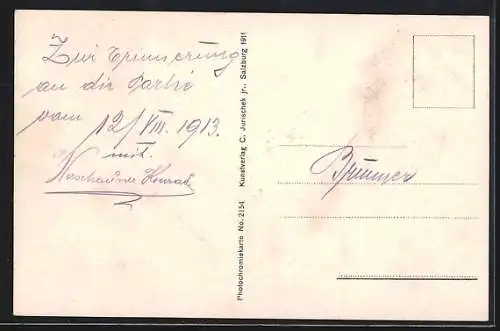 Zur Erinnerung
an die Partie
vom 12/VIII. 1913.
mit
Konrad
Photochromiekarte No. 2154 Kunstverlag C. Jurischek jr., Salzburg 1911
Brunner